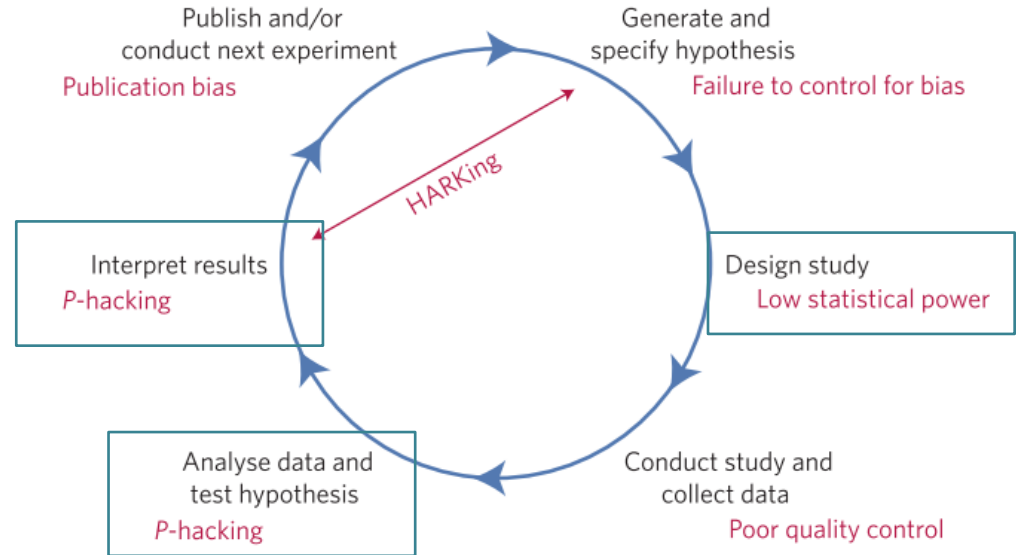 Publish and/or
conduct next experiment
Publication bias
Generate and
specify hypothesis
Failure to control for bias
HARKing
Interpret results
P-hacking
Design study
Low statistical power
Analyse data and
test hypothesis
P-hacking
Conduct study and
collect data
Poor quality control